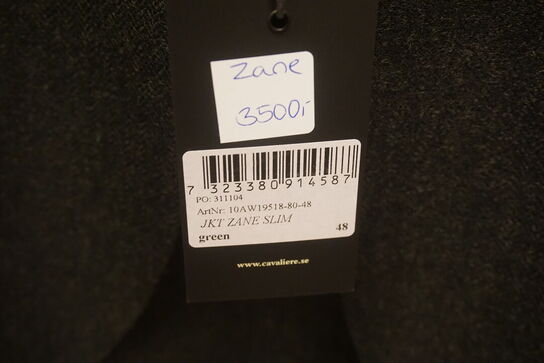 Zane
3500:-
7 323380 914587
PO: 311104
ArtNr: 10AW19518-80-48
JKT ZANE SLIM
green 48
www.cavaliere.se